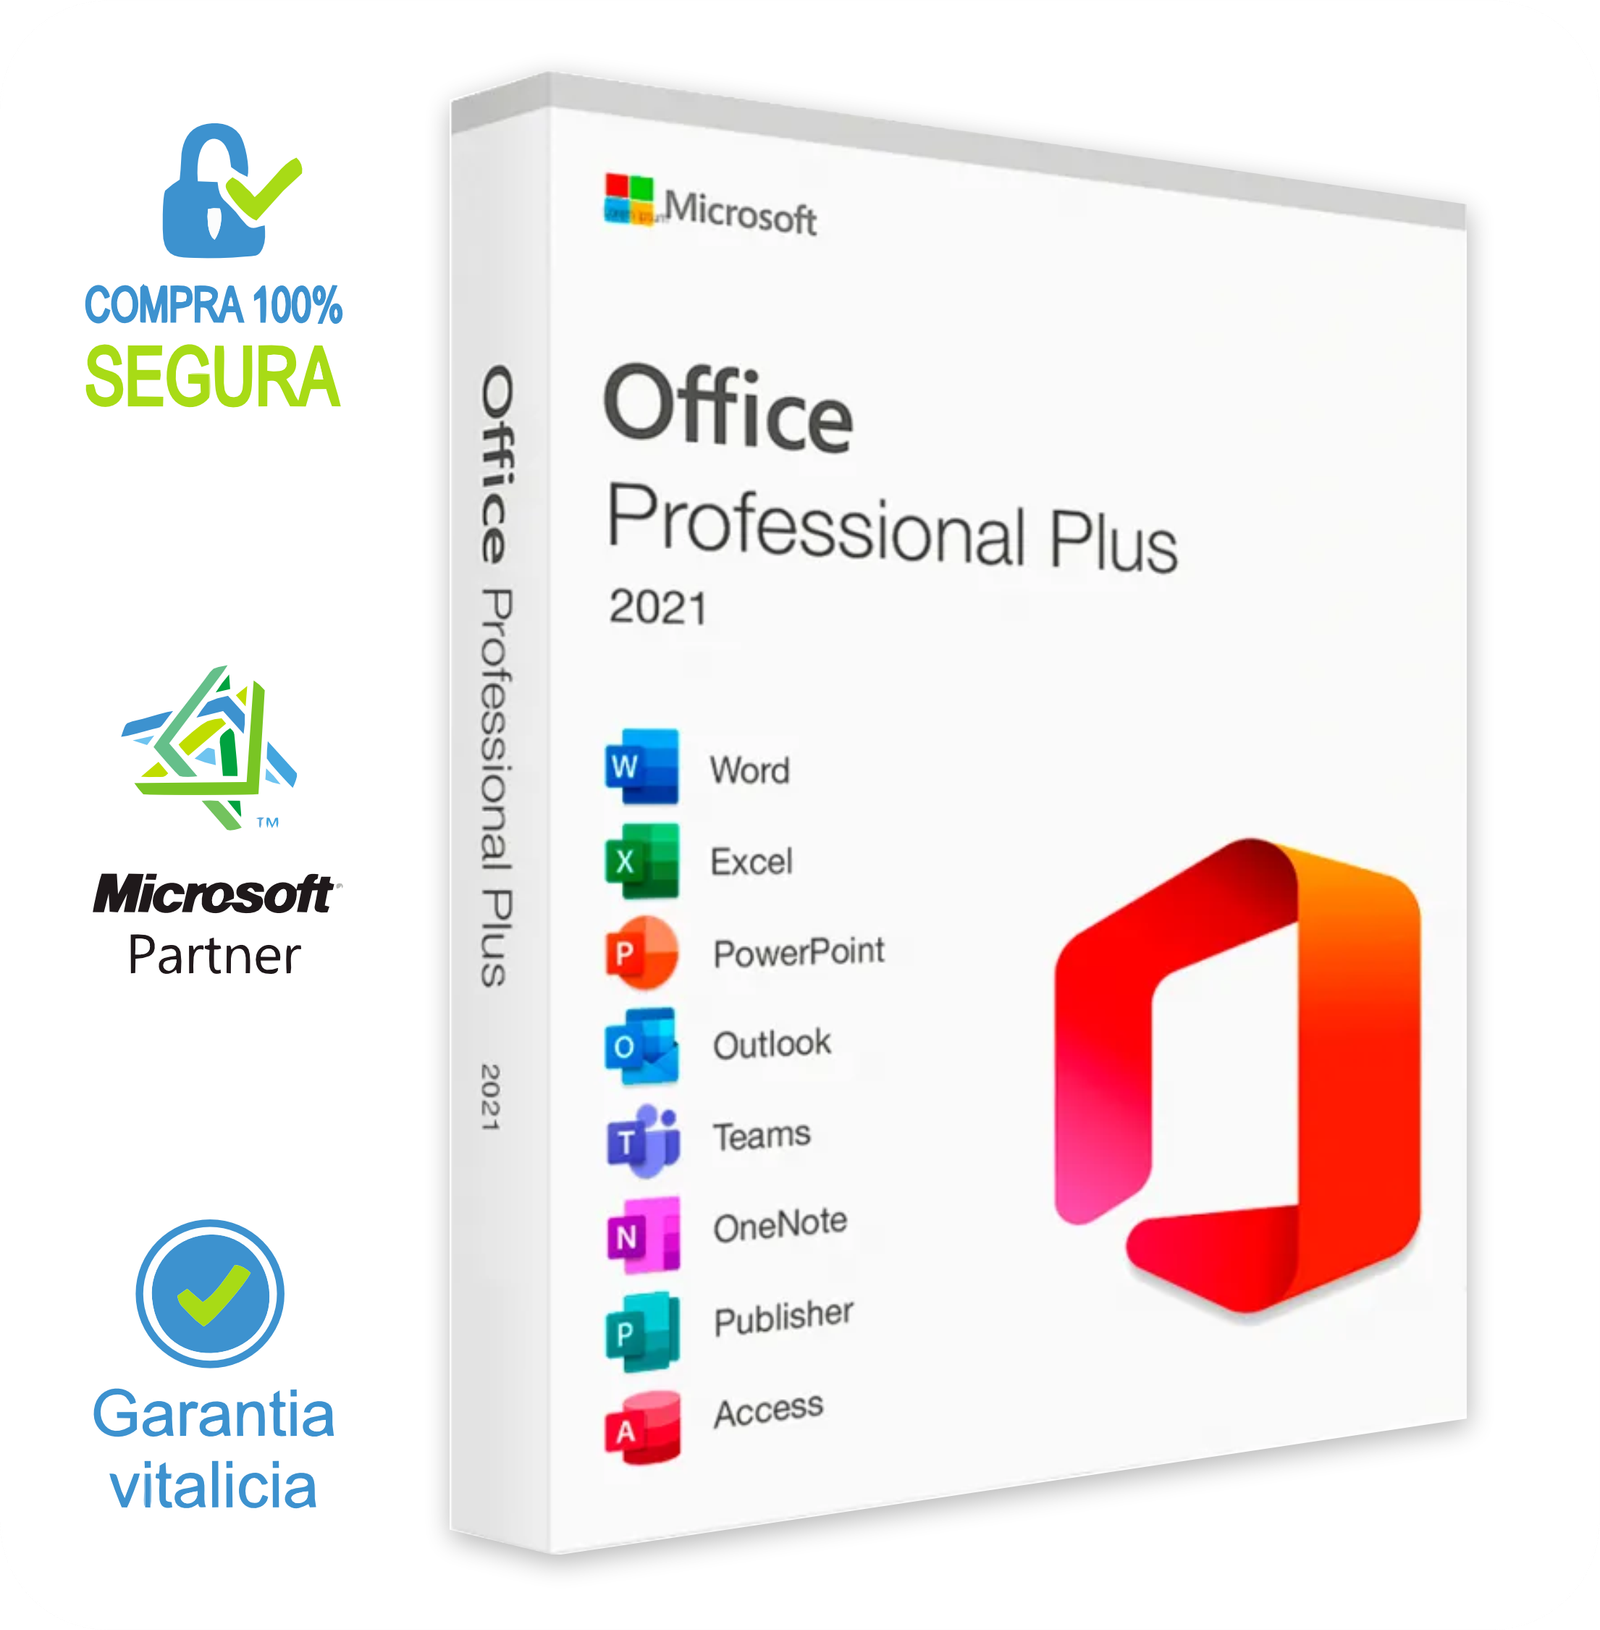 COMPRA 100%
SEGURA
TM
Microsoft
Partner
Garantia
vitalicia
Office Professional Plus 2021
Microsoft
Office
Professional Plus
2021
W Word
X Excel
P PowerPoint
O Outlook
T Teams
N OneNote
P Publisher
A Access